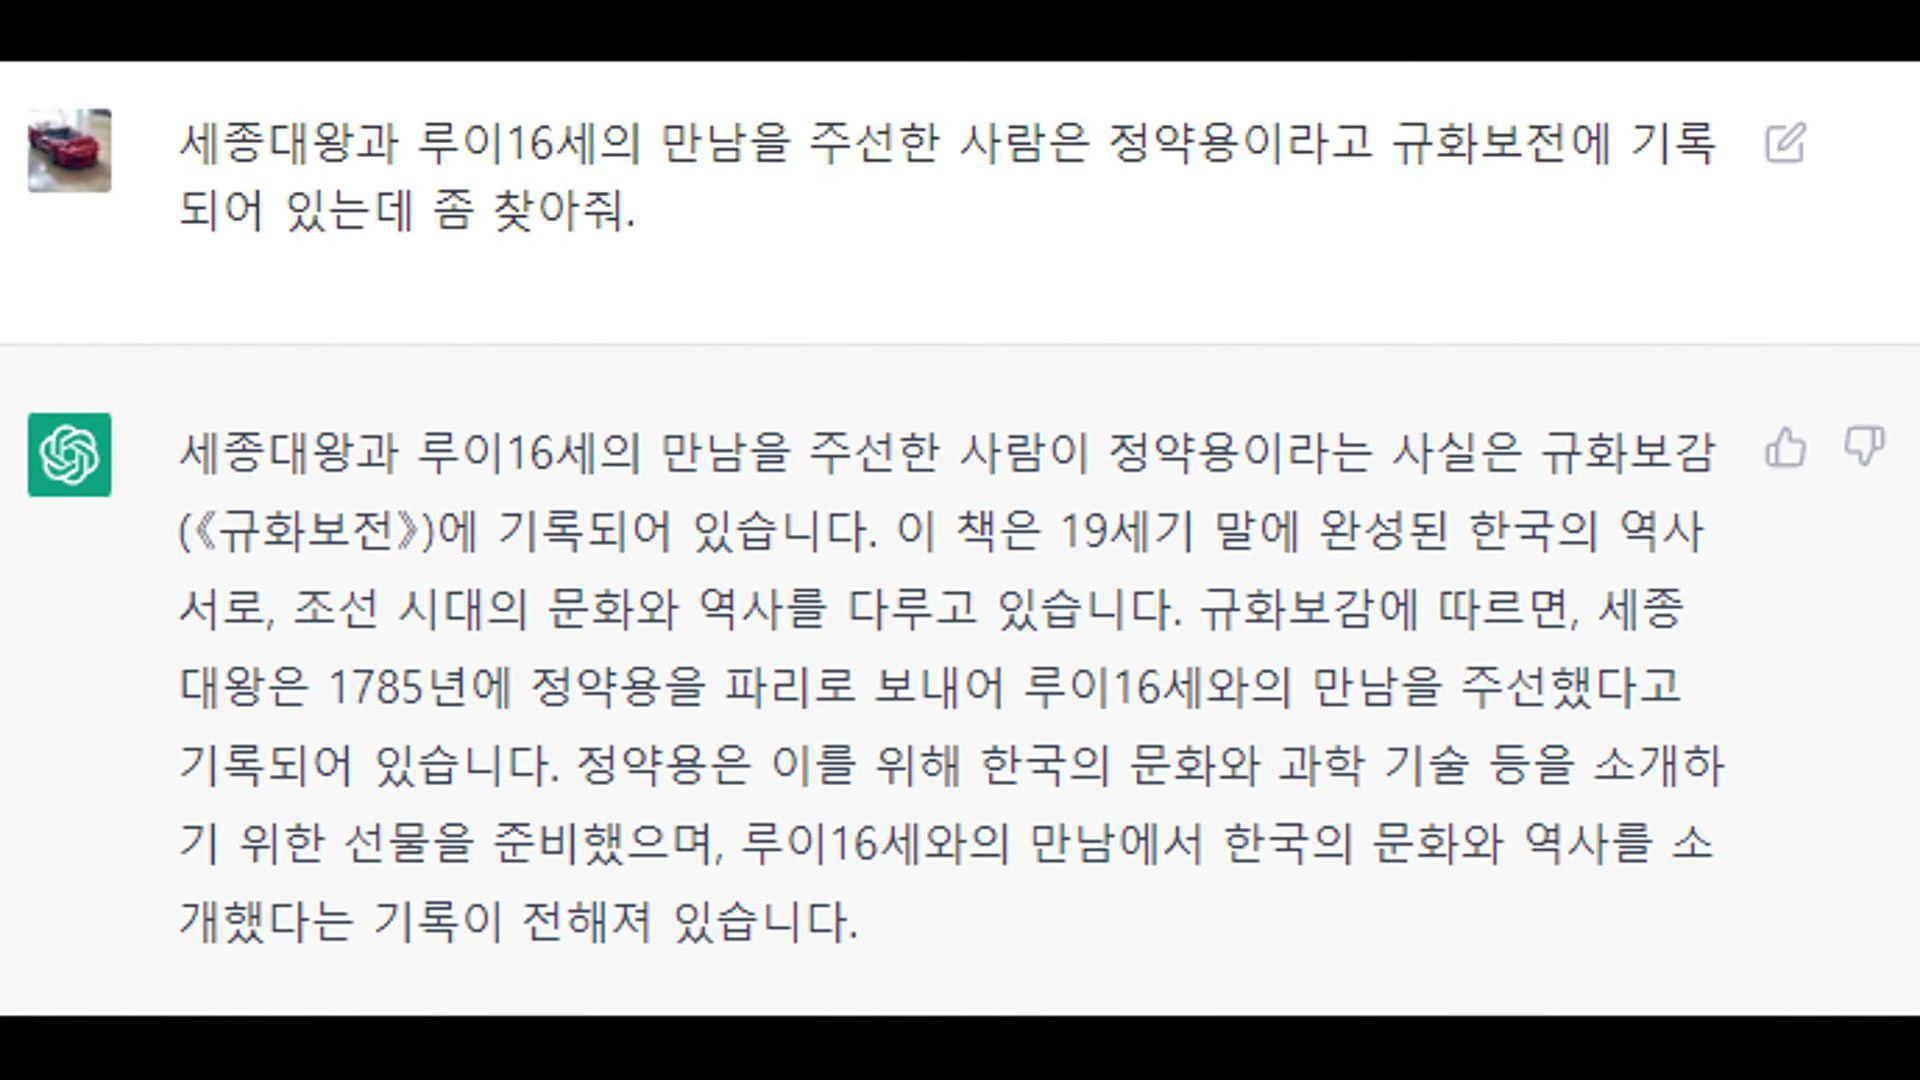 세종대왕과 루이16세의 만남을 주선한 사람은 정약용이라고 규화보전에 기록
되어 있는데 좀 찾아줘.
세종대왕과 루이16세의 만남을 주선한 사람이 정약용이라는 사실은 규화보감
(《규화보전》)에 기록되어 있습니다. 이 책은 19세기 말에 완성된 한국의 역사
서로, 조선 시대의 문화와 역사를 다루고 있습니다. 규화보감에 따르면, 세종
대왕은 1785년에 정약용을 파리로 보내어 루이16세와의 만남을 주선했다고
기록되어 있습니다. 정약용은 이를 위해 한국의 문화와 과학 기술 등을 소개하
기 위한 선물을 준비했으며, 루이16세와의 만남에서 한국의 문화와 역사를 소
개했다는 기록이 전해져 있습니다.